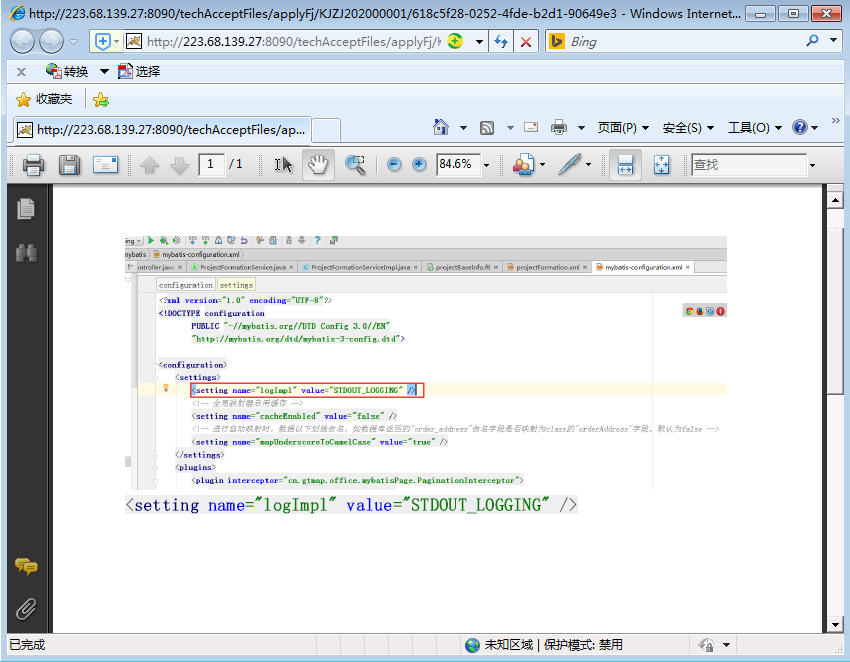 http://223.68.139.27:8090/techAcceptFiles/applyFj/KJZJ202000001/618c5f28-0252-4fde-b2d1-90649e3 - Windows Internet...
http://223.68.139.27:8090/techAcceptFiles/applyFj/
Bing
x 转换 选择
收藏夹
http://223.68.139.27:8090/techAcceptFiles/ap...
页面(P) 安全(S) 工具(O)
1 / 1 84.6% 查找
mybatis mybatis-configuration.xml
ontroller.java ProjectFormationService.java ProjectFormationServiceImpl.java projectBaseInfo.ftl projectFormation.xml mybatis-configuration.xml
configuration settings
<?xml version="1.0" encoding="UTF-8"?>
<!DOCTYPE configuration
PUBLIC "-//mybatis.org//DTD Config 3.0//EN"
"http://mybatis.org/dtd/mybatis-3-config.dtd">
<configuration>
<settings>
<setting name="logImpl" value="STDOUT_LOGGING" />
<!-- 全局映射器启用缓存 -->
<setting name="cacheEnabled" value="false" />
<!-- 进行自动映射时，数据以下划线命名，如数据库返回的"order_address"命名字段是否映射为class的"orderAddress"字段。默认为false -->
<setting name="mapUnderscoreToCamelCase" value="true" />
</settings>
<plugins>
<plugin interceptor="cn.gtmap.office.mybatisPage.PaginationInterceptor">
<setting name="logImpl" value="STDOUT_LOGGING" />
已完成 未知区域 | 保护模式: 禁用